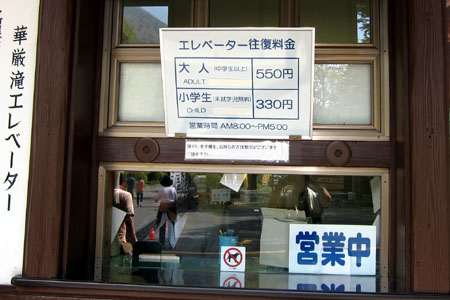 華厳滝エレベーター
エレベーター往復料金
大人(中学生以上) 550円
ADULT
小学生(未就学児無料) 330円
CHILD
営業時間 AM8:00〜PM5:00
営業中